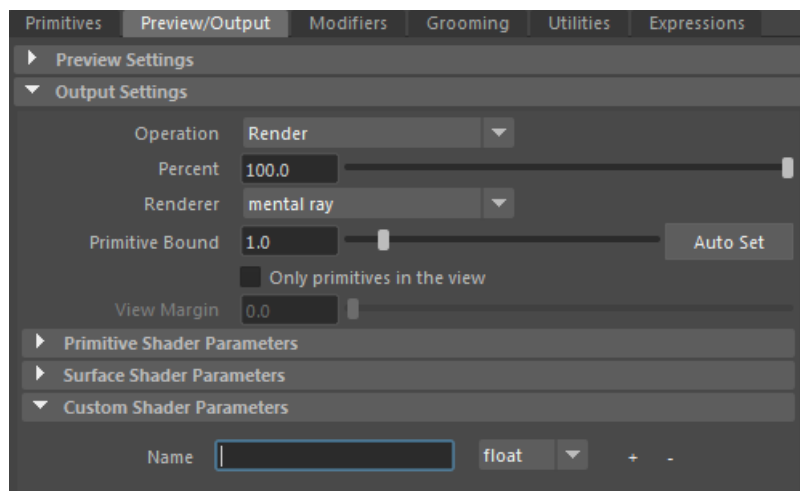 Primitives Preview/Output Modifiers Grooming Utilities Expressions
Preview Settings
Output Settings
Operation Render
Percent 100.0
Renderer mental ray
Primitive Bound 1.0 Auto Set
Only primitives in the view
View Margin 0.0
Primitive Shader Parameters
Surface Shader Parameters
Custom Shader Parameters
Name float + -